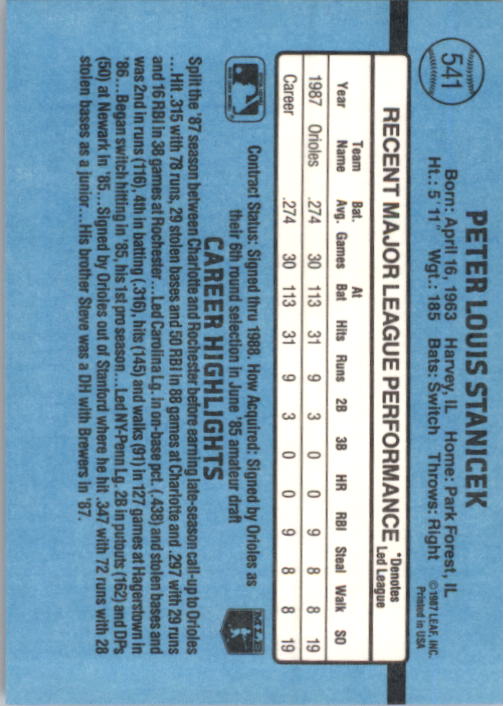 541
PETER LOUIS STANICEK
Born: April 16, 1963 Harvey, IL Home: Park Forest, IL
Ht.: 5'11" Wgt.: 185 Bats: Switch Throws: Right
©1987 LEAF, INC.
Printed in USA
RECENT MAJOR LEAGUE PERFORMANCE
*Denotes
Led League
Year Team Name Bat. Avg. Games At Bat Hits Runs 2B 3B HR RBI Steal Walk SO
1987 Orioles .274 30 113 31 9 3 0 0 9 8 8 19
Career .274 30 113 31 9 3 0 0 9 8 8 19
Contract Status: Signed thru 1988. How Acquired: Signed by Orioles as
their 6th round selection in June '85 amateur draft
MLB
CAREER HIGHLIGHTS
Split the '87 season between Charlotte and Rochester before earning late-season call-up to Orioles
...Hit .315 with 78 runs, 29 stolen bases and 50 RBI in 88 games at Charlotte and .297 with 29 runs
and 16 RBI in 38 games at Rochester...Led Carolina Lg. in on-base pct. (.438) and stolen bases and
was 2nd in runs (116), 4th in batting (.316), hits (145) and walks (91) in 127 games at Hagerstown in
'86...Began switch hitting in '85, his 1st pro season...Led NY-Penn Lg. 2B in putouts (162) and DPs
(50) at Newark in '85...Signed by Orioles out of Stanford where he hit .347 with 72 runs with 28
stolen bases as a junior....His brother Steve was a DH with Brewers in '87.